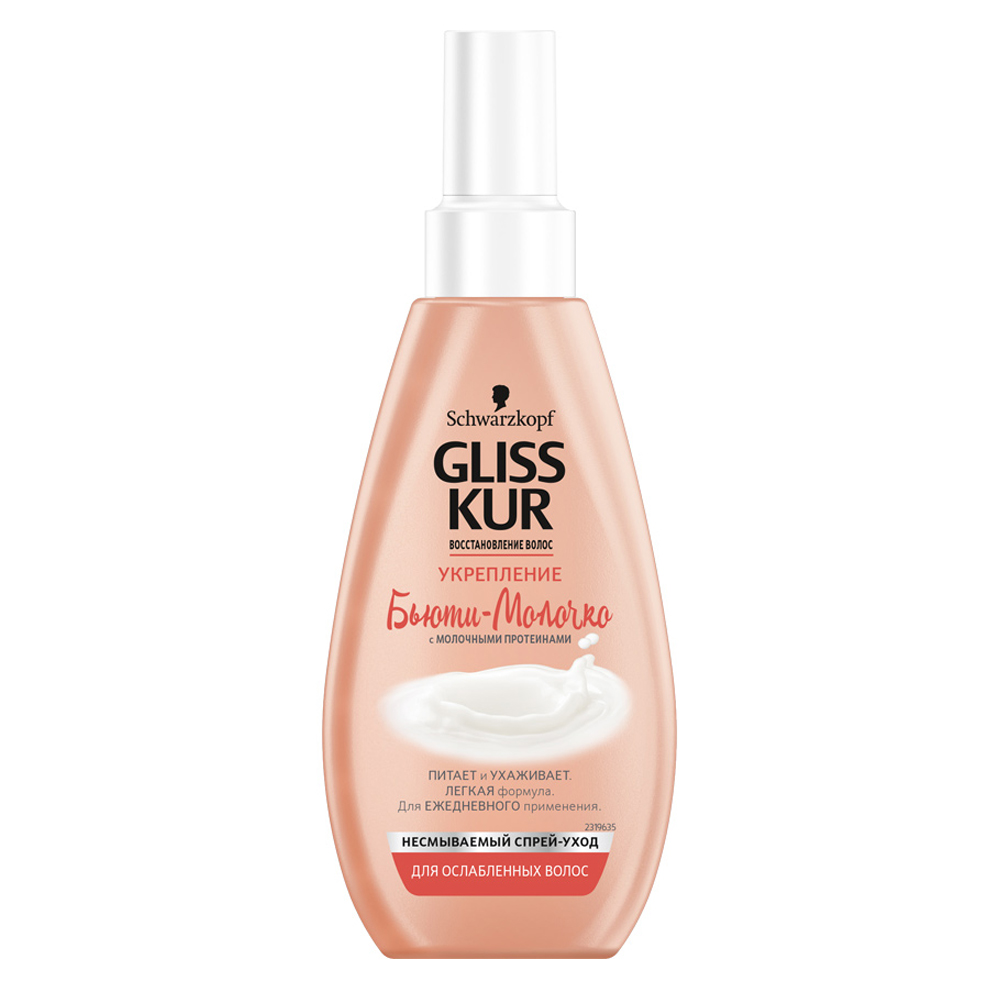 Schwarzkopf
GLISS
KUR
ВОССТАНОВЛЕНИЕ ВОЛОС
УКРЕПЛЕНИЕ
Бьюти-Молочко
с МОЛОЧНЫМИ ПРОТЕИНАМИ
ПИТАЕТ и УХАЖИВАЕТ.
ЛЕГКАЯ формула.
Для ЕЖЕДНЕВНОГО применения.
2319635
НЕСМЫВАЕМЫЙ СПРЕЙ-УХОД
ДЛЯ ОСЛАБЛЕННЫХ ВОЛОС